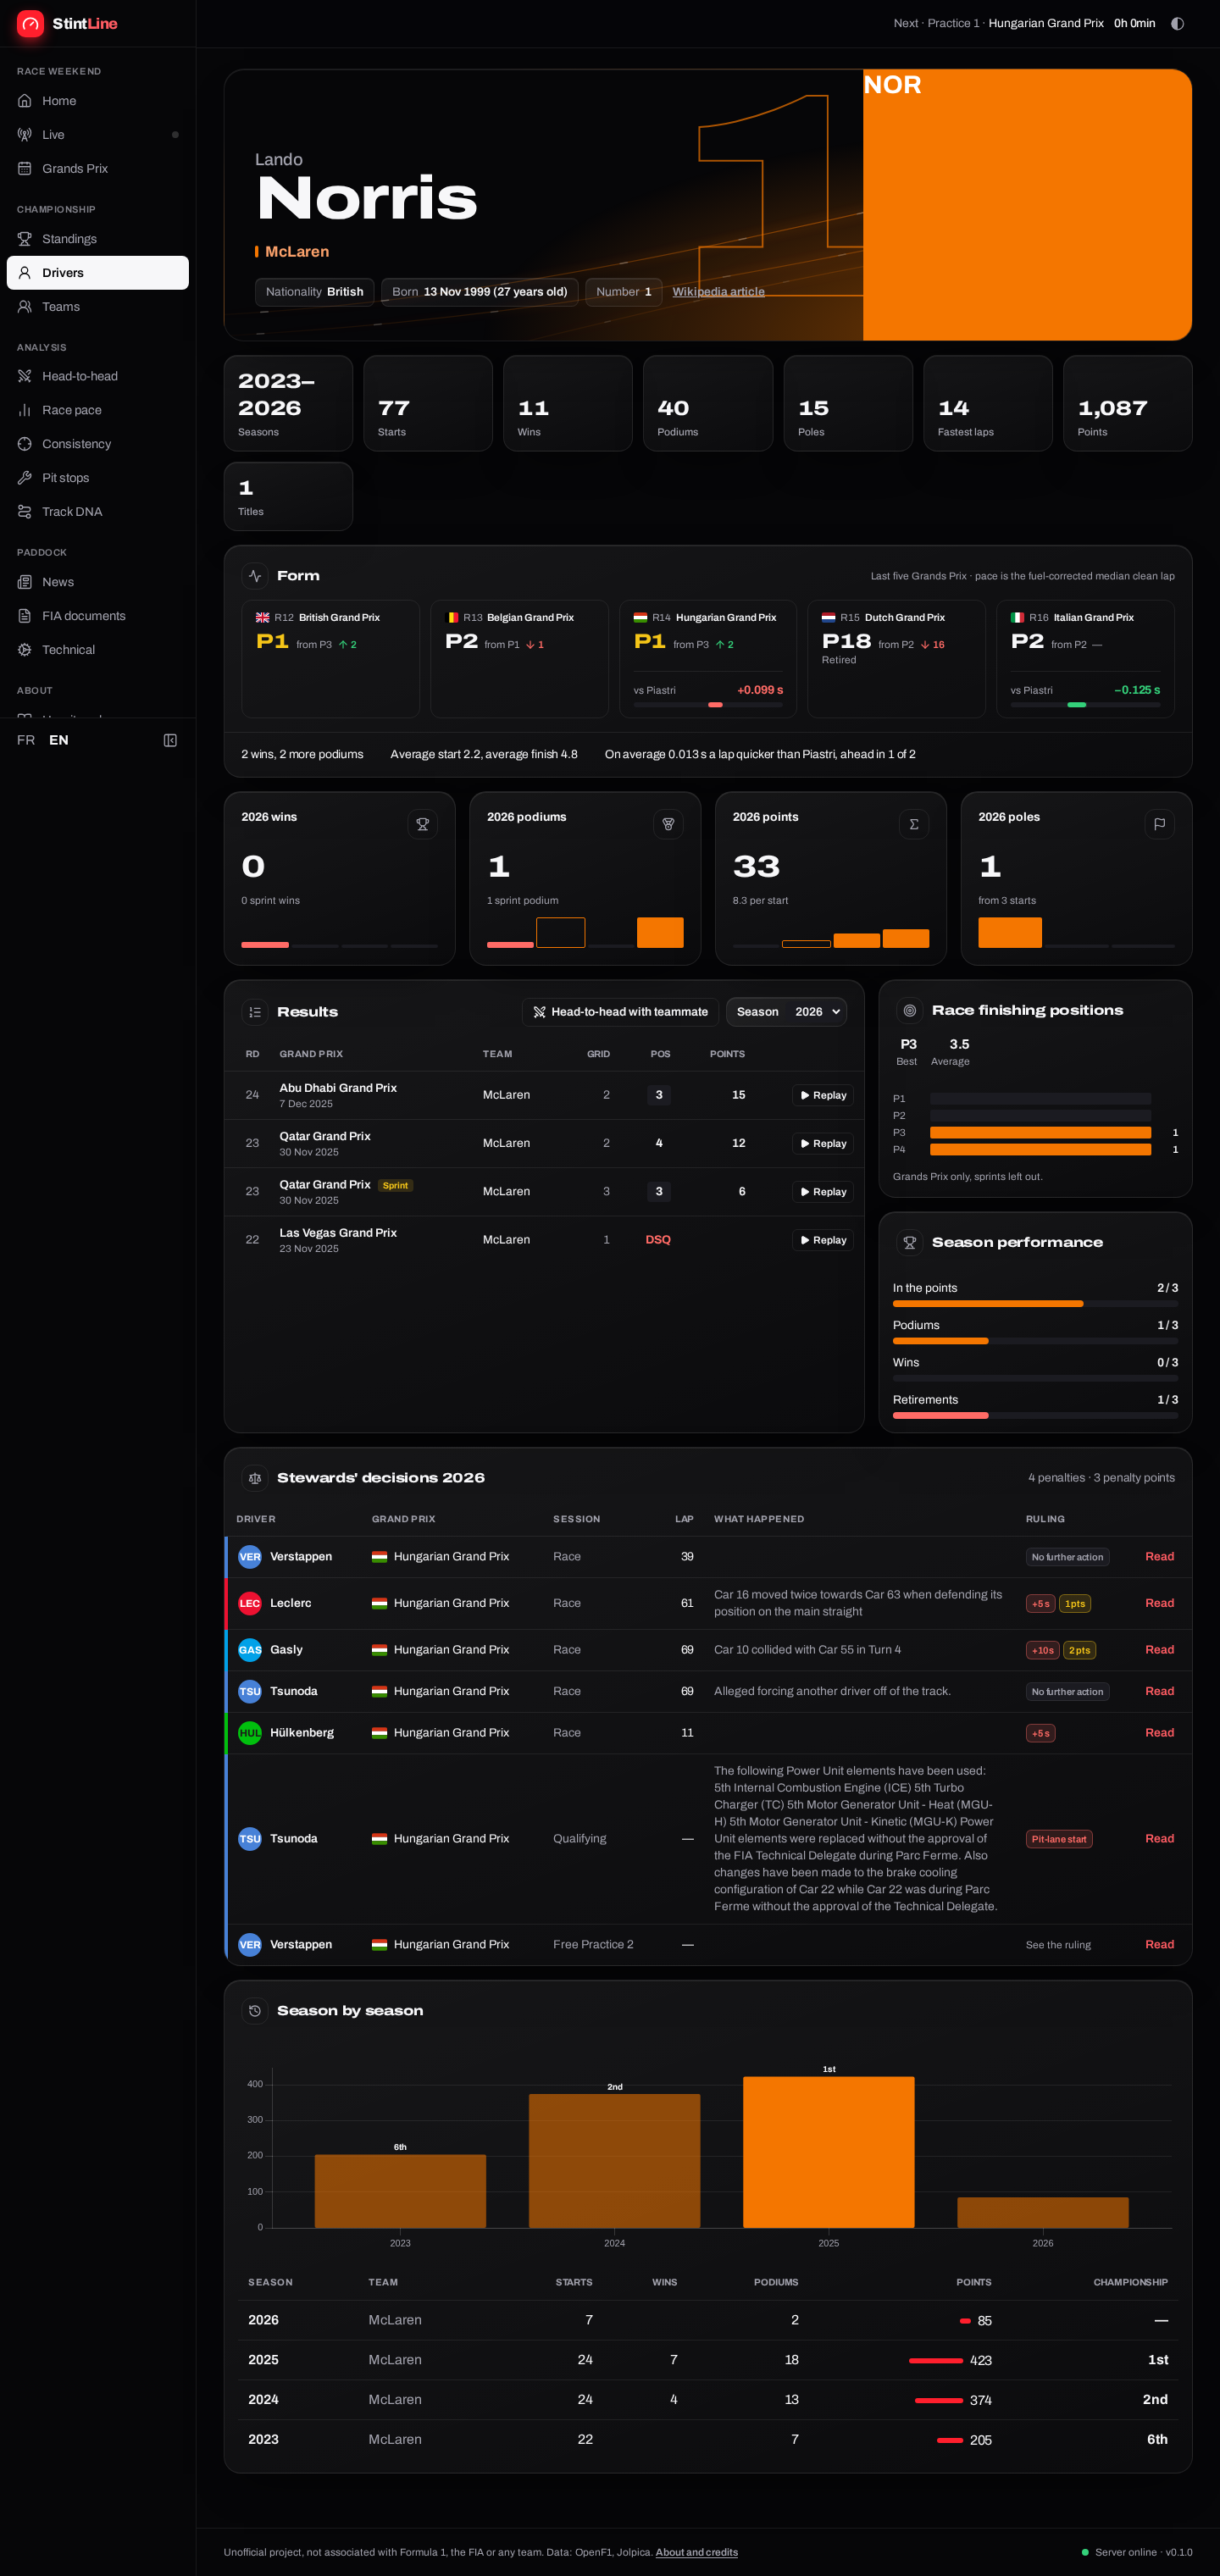 StintLine
Next · Practice 1 · Hungarian Grand Prix 0h 0min
RACE WEEKEND
Home
Live
Grands Prix
CHAMPIONSHIP
Standings
Drivers
Teams
ANALYSIS
Head-to-head
Race pace
Consistency
Pit stops
Track DNA
PADDOCK
News
FIA documents
Technical
ABOUT
FR EN
1
NOR
Lando
Norris
McLaren
Nationality British Born 13 Nov 1999 (27 years old) Number 1 Wikipedia article
2023–
2026
Seasons
77
Starts
11
Wins
40
Podiums
15
Poles
14
Fastest laps
1,087
Points
1
Titles
Form
Last five Grands Prix · pace is the fuel-corrected median clean lap
R12 British Grand Prix
P1 from P3 ↑ 2
R13 Belgian Grand Prix
P2 from P1 ↓ 1
R14 Hungarian Grand Prix
P1 from P3 ↑ 2
vs Piastri +0.099 s
R15 Dutch Grand Prix
P18 from P2 ↓ 16
Retired
R16 Italian Grand Prix
P2 from P2 —
vs Piastri −0.125 s
2 wins, 2 more podiums Average start 2.2, average finish 4.8 On average 0.013 s a lap quicker than Piastri, ahead in 1 of 2
2026 wins
0
0 sprint wins
2026 podiums
1
1 sprint podium
2026 points
Σ
33
8.3 per start
2026 poles
1
from 3 starts
Results
Head-to-head with teammate
Season 2026
RD GRAND PRIX TEAM GRID POS POINTS
24 Abu Dhabi Grand Prix McLaren 2 3 15 Replay
7 Dec 2025
23 Qatar Grand Prix McLaren 2 4 12 Replay
30 Nov 2025
23 Qatar Grand Prix Sprint McLaren 3 3 6 Replay
30 Nov 2025
22 Las Vegas Grand Prix McLaren 1 DSQ Replay
23 Nov 2025
Race finishing positions
P3 3.5
Best Average
P1
P2
P3 1
P4 1
Grands Prix only, sprints left out.
Season performance
In the points 2 / 3
Podiums 1 / 3
Wins 0 / 3
Retirements 1 / 3
Stewards' decisions 2026
4 penalties · 3 penalty points
DRIVER GRAND PRIX SESSION LAP WHAT HAPPENED RULING
VER Verstappen Hungarian Grand Prix Race 39 No further action Read
LEC Leclerc Hungarian Grand Prix Race 61 Car 16 moved twice towards Car 63 when defending its
position on the main straight +5 s 1 pts Read
GAS Gasly Hungarian Grand Prix Race 69 Car 10 collided with Car 55 in Turn 4 +10 s 2 pts Read
TSU Tsunoda Hungarian Grand Prix Race 69 Alleged forcing another driver off of the track. No further action Read
HUL Hülkenberg Hungarian Grand Prix Race 11 +5 s Read
TSU Tsunoda Hungarian Grand Prix Qualifying — The following Power Unit elements have been used:
5th Internal Combustion Engine (ICE) 5th Turbo
Charger (TC) 5th Motor Generator Unit - Heat (MGU-
H) 5th Motor Generator Unit - Kinetic (MGU-K) Power
Unit elements were replaced without the approval of
the FIA Technical Delegate during Parc Ferme. Also
changes have been made to the brake cooling
configuration of Car 22 while Car 22 was during Parc
Ferme without the approval of the Technical Delegate.
Pit-lane start Read
VER Verstappen Hungarian Grand Prix Free Practice 2 — See the ruling Read
Season by season
400
300
200
100
0
6th
2nd
1st
2023 2024 2025 2026
SEASON TEAM STARTS WINS PODIUMS POINTS CHAMPIONSHIP
2026 McLaren 7 2 85 —
2025 McLaren 24 7 18 423 1st
2024 McLaren 24 4 13 374 2nd
2023 McLaren 22 7 205 6th
Unofficial project, not associated with Formula 1, the FIA or any team. Data: OpenF1, Jolpica. About and credits
Server online · v0.1.0